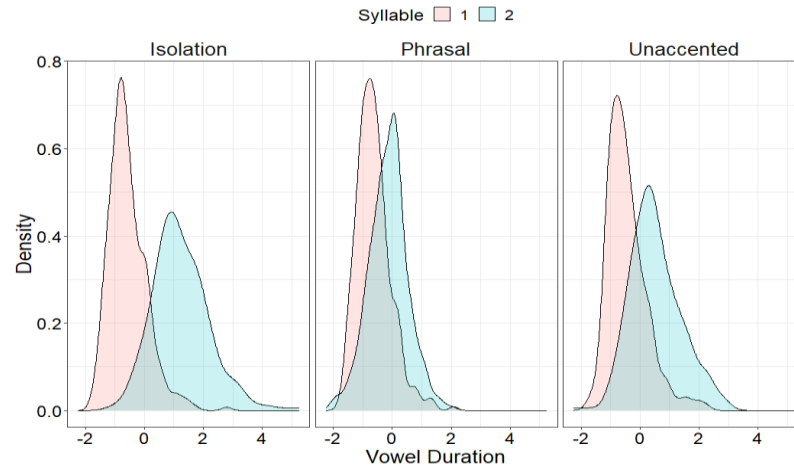 Syllable 1 2
Isolation Phrasal Unaccented
0.8
0.6
0.4
0.2
0.0
Density
-2 0 2 4 -2 0 2 4 -2 0 2 4
Vowel Duration